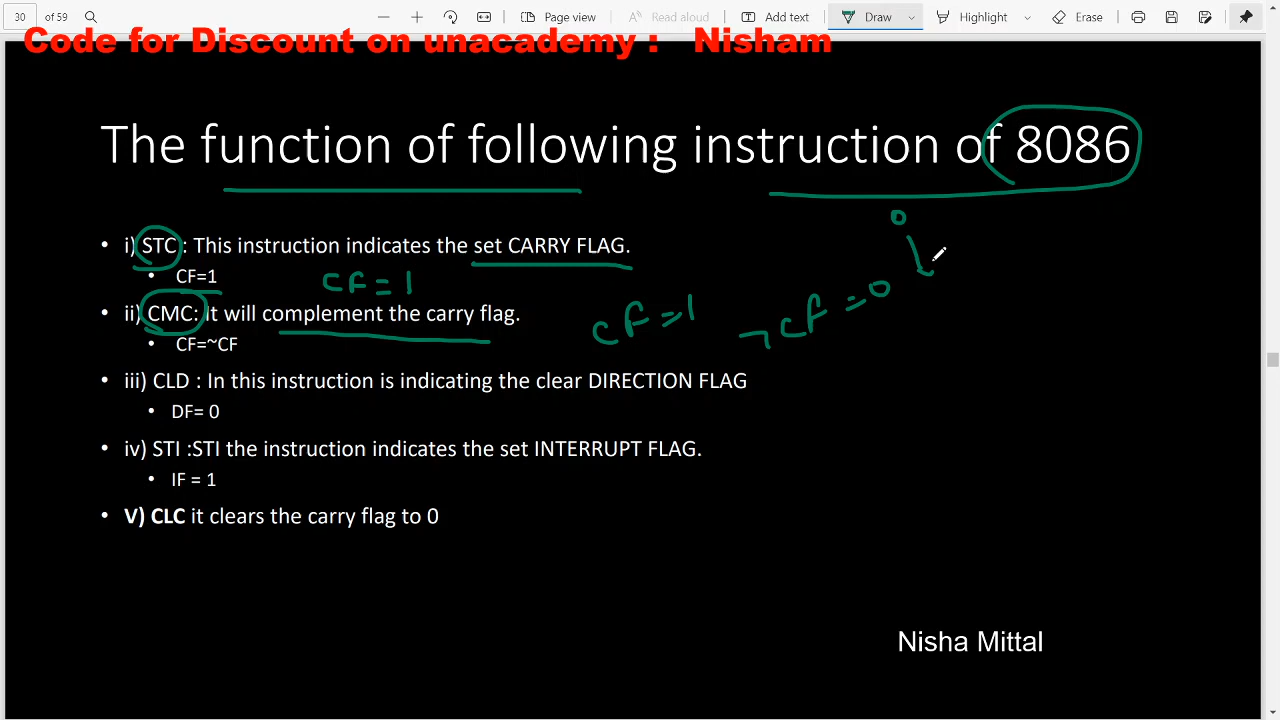 30 of 59 Page view Read aloud Add text Draw Highlight Erase
Code for Discount on unacademy : Nisham
The function of following instruction of 8086
• i) STC : This instruction indicates the set CARRY FLAG.
• CF=1
CF=1
• ii) CMC: It will complement the carry flag.
• CF=~CF
CF=1 ¬CF=0
0
• iii) CLD : In this instruction is indicating the clear DIRECTION FLAG
• DF= 0
• iv) STI :STI the instruction indicates the set INTERRUPT FLAG.
• IF = 1
• V) CLC it clears the carry flag to 0
Nisha Mittal